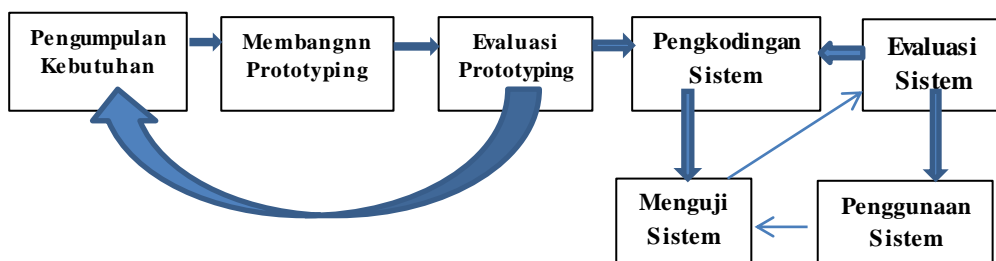 Pengumpulan
Kebutuhan
Membangnn
Prototyping
Evaluasi
Prototyping
Pengkodingan
Sistem
Evaluasi
Sistem
Menguji
Sistem
Penggunaan
Sistem